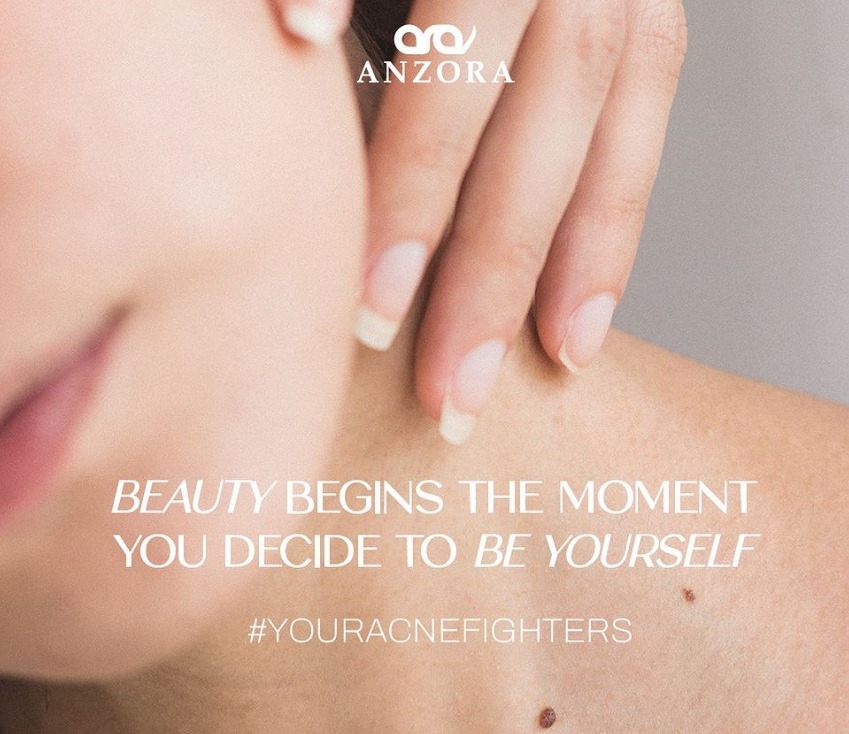 ANZORA
BEAUTY BEGINS THE MOMENT
YOU DECIDE TO BE YOURSELF
#YOURACNEFIGHTERS